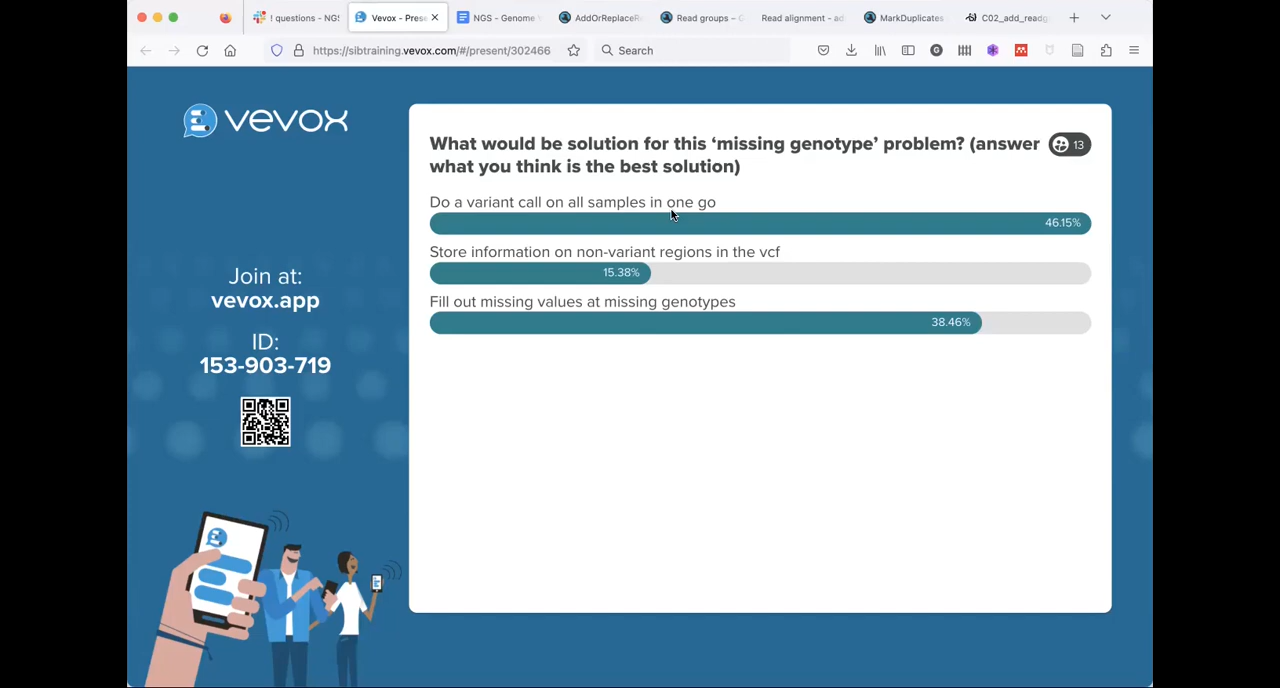 ! questions - NGS
Vevox - Prese
NGS - Genome
AddOrReplaceR
Read groups – G
Read alignment - ad
MarkDuplicates
C02_add_readg
https://sibtraining.vevox.com/#/present/302466
Search
vevox
What would be solution for this ‘missing genotype’ problem? (answer
what you think is the best solution)
13
Do a variant call on all samples in one go
46.15%
Store information on non-variant regions in the vcf
15.38%
Fill out missing values at missing genotypes
38.46%
Join at:
vevox.app
ID:
153-903-719